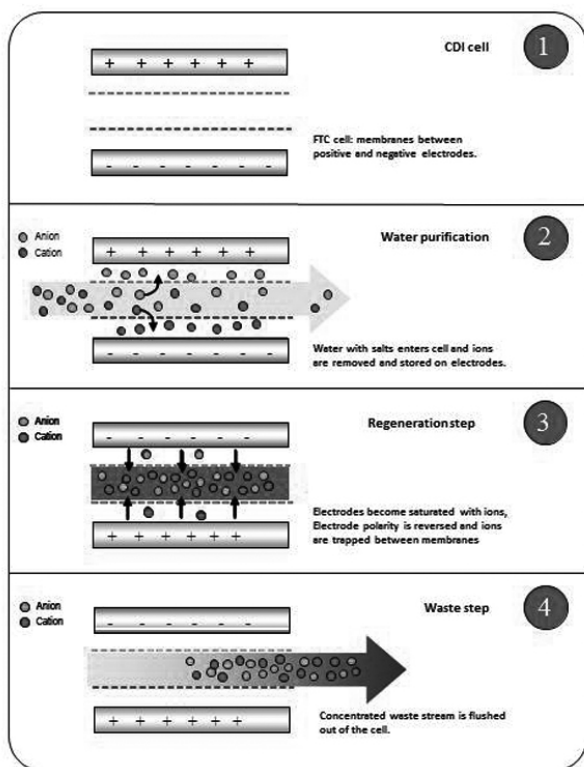 CDI cell
1
+ + + + + +
FTC cell: membranes between
positive and negative electrodes.
- - - - - - -
Anion
Cation
Water purification
2
+ + + + + +
Water with salts enters cell and ions
are removed and stored on electrodes.
- - - - - - -
Anion
Cation
Regeneration step
3
- - - - - -
Electrodes become saturated with ions,
Electrode polarity is reversed and ions
are trapped between membranes
+ + + + + +
Anion
Cation
Waste step
4
- - - - - -
Concentrated waste stream is flushed
out of the cell.
+ + + + + +